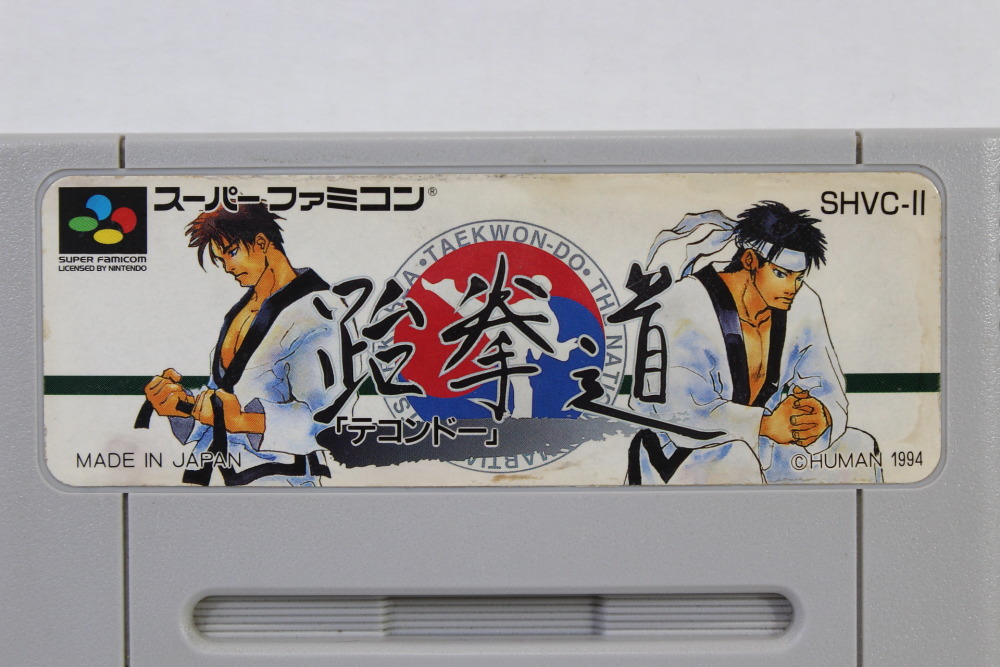 スーパーファミコン®
SHVC-II
SUPER FAMICOM
LICENSED BY NINTENDO
TAEKWON-DO • THE
跆拳道
「テコンドー」
MADE IN JAPAN
©HUMAN 1994